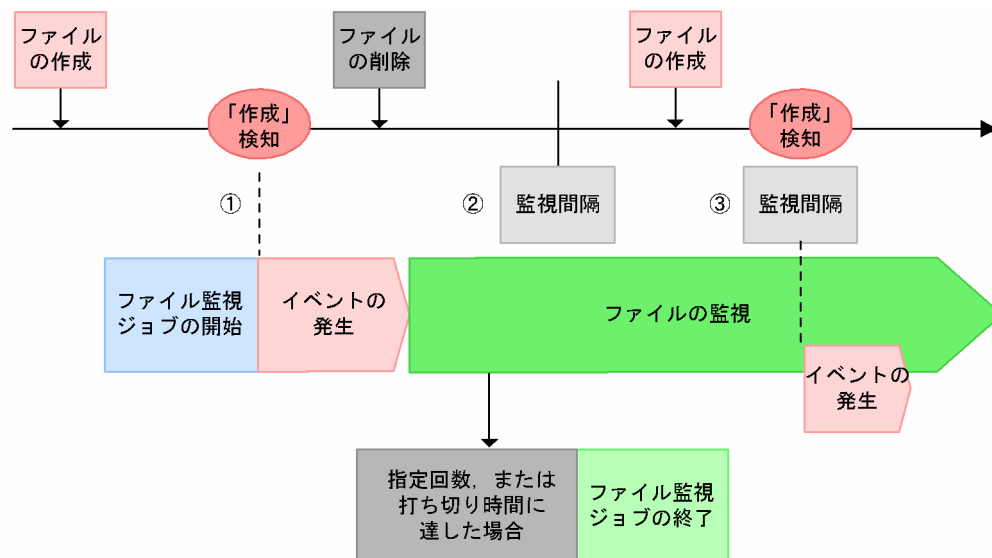 ファイル
の作成
ファイル
の削除
ファイル
の作成
「作成」
検知
「作成」
検知
①
②
監視間隔
③
監視間隔
ファイル監視
ジョブの開始
イベントの
発生
ファイルの監視
イベントの
発生
指定回数，または
打ち切り時間に
達した場合
ファイル監視
ジョブの終了